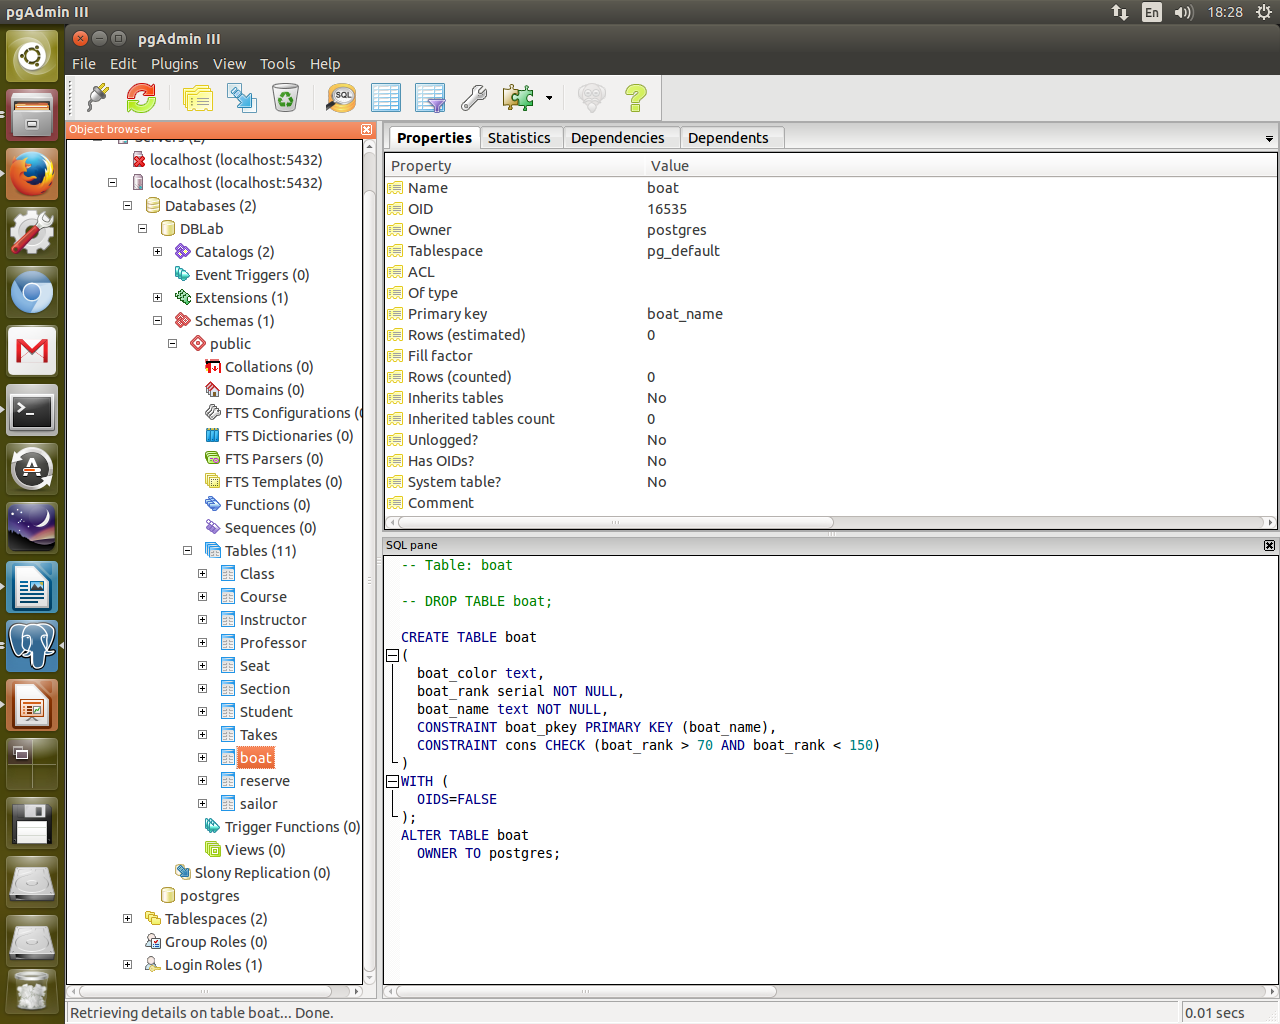 pgAdmin III
En
18:28
pgAdmin III
File Edit Plugins View Tools Help
SQL
Object browser
Servers (2)
localhost (localhost:5432)
localhost (localhost:5432)
Databases (2)
DBLab
Catalogs (2)
Event Triggers (0)
Extensions (1)
Schemas (1)
public
Collations (0)
Domains (0)
FTS Configurations (
FTS Dictionaries (0)
FTS Parsers (0)
FTS Templates (0)
Functions (0)
Sequences (0)
Tables (11)
Class
Course
Instructor
Professor
Seat
Section
Student
Takes
boat
reserve
sailor
Trigger Functions (0)
Views (0)
Slony Replication (0)
postgres
Tablespaces (2)
Group Roles (0)
Login Roles (1)
Properties Statistics Dependencies Dependents
Property Value
Name boat
OID 16535
Owner postgres
Tablespace pg_default
ACL
Of type
Primary key boat_name
Rows (estimated) 0
Fill factor
Rows (counted) 0
Inherits tables No
Inherited tables count 0
Unlogged? No
Has OIDs? No
System table? No
Comment
SQL pane
-- Table: boat
-- DROP TABLE boat;
CREATE TABLE boat
(
boat_color text,
boat_rank serial NOT NULL,
boat_name text NOT NULL,
CONSTRAINT boat_pkey PRIMARY KEY (boat_name),
CONSTRAINT cons CHECK (boat_rank > 70 AND boat_rank < 150)
)
WITH (
OIDS=FALSE
);
ALTER TABLE boat
OWNER TO postgres;
Retrieving details on table boat... Done.
0.01 secs